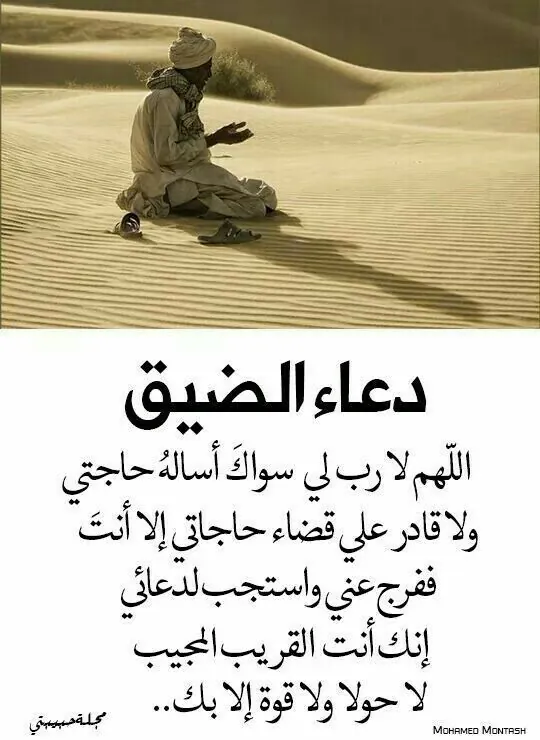 دعاء الضيق
اللّهم لا رب لي سواكَ أسالهُ حاجتي
ولا قادر علي قضاء حاجاتي إلا أنتَ
ففرج عني واستجب لدعائي
إنك أنت القريب المجيب
لا حولا ولا قوة إلا بك..
مجلة حبيبتي
MOHAMED MONTASH